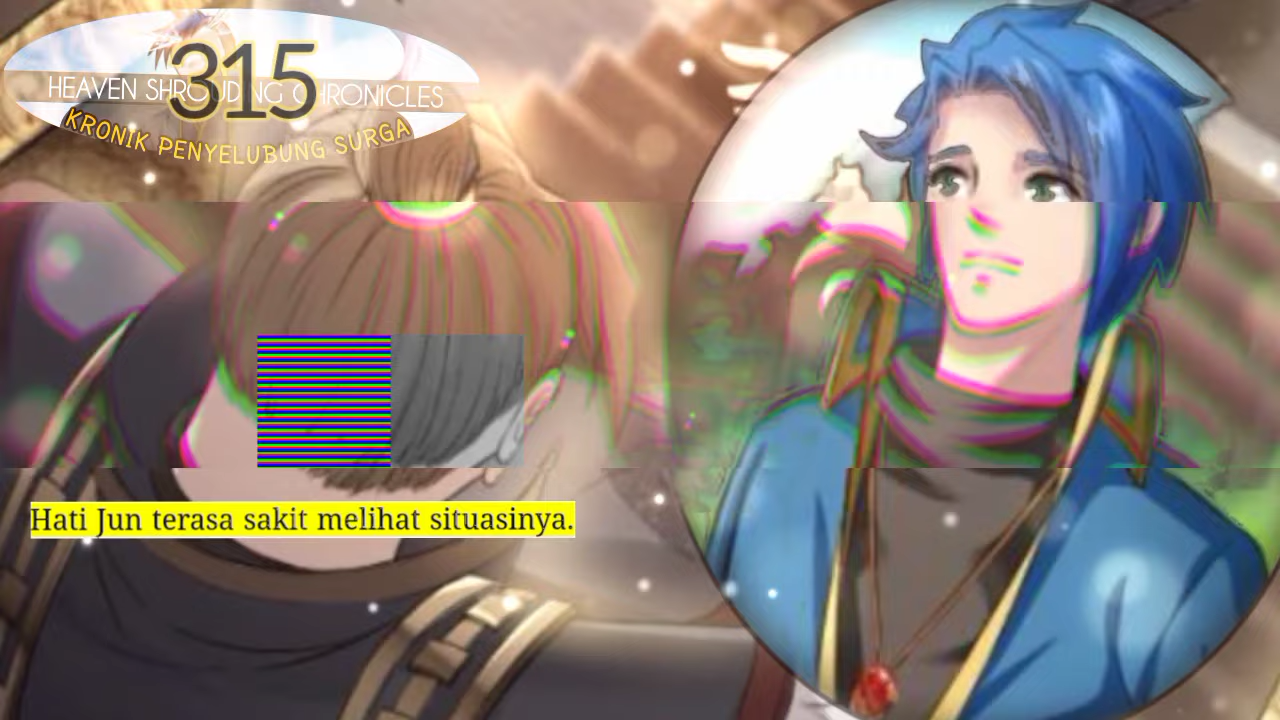 315
HEAVEN SHROUDING CHRONICLES
KRONIK PENYELUBUNG SURGA
Hati Jun terasa sakit melihat situasinya.